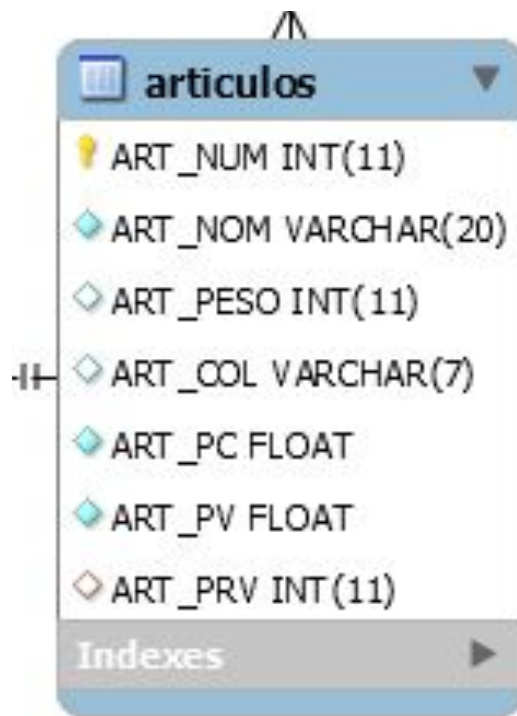 articulos
ART_NUM INT(11)
ART_NOM VARCHAR(20)
ART_PESO INT(11)
ART_COL VARCHAR(7)
ART_PC FLOAT
ART_PV FLOAT
ART_PRV INT(11)
Indexes